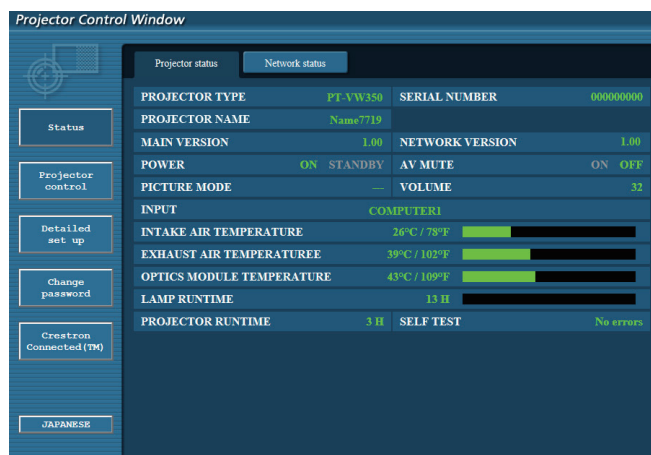 Projector Control Window
Projector status Network status
PROJECTOR TYPE PT-VW350 SERIAL NUMBER 000000000
PROJECTOR NAME Name7719
MAIN VERSION 1.00 NETWORK VERSION 1.00
POWER ON STANDBY AV MUTE ON OFF
PICTURE MODE — VOLUME 32
INPUT COMPUTER1
INTAKE AIR TEMPERATURE 26°C / 78°F
EXHAUST AIR TEMPERATUREE 39°C / 102°F
OPTICS MODULE TEMPERATURE 43°C / 109°F
LAMP RUNTIME 13 H
PROJECTOR RUNTIME 3 H SELF TEST No errors
Status
Projector
control
Detailed
set up
Change
password
Crestron
Connected(TM)
JAPANESE